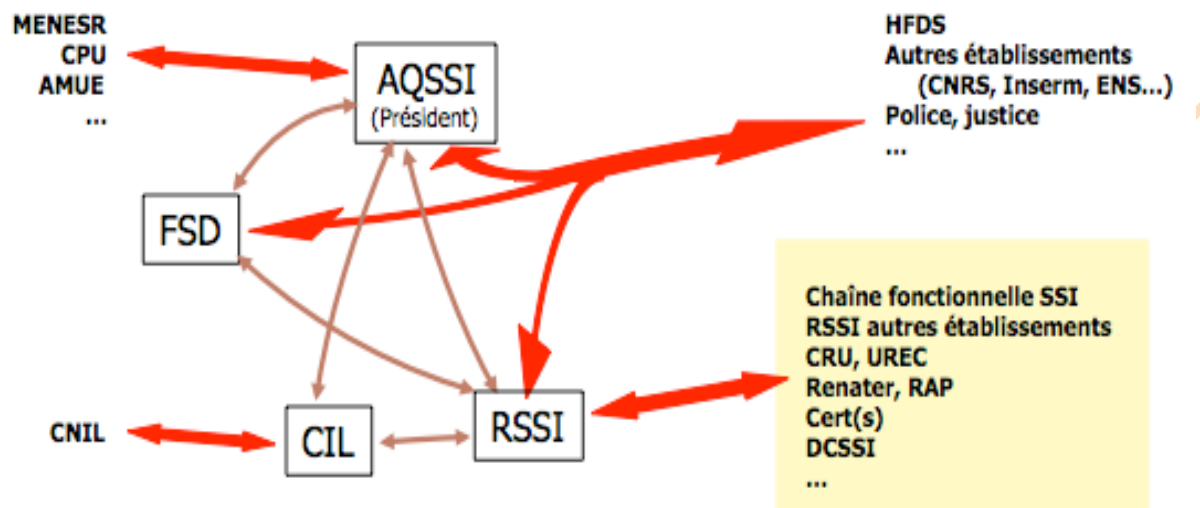 MENESR
CPU
AMUE
...
AQSSI
(Président)
HFDS
Autres établissements
(CNRS, Inserm, ENS...)
Police, justice
...
FSD
Chaîne fonctionnelle SSI
RSSI autres établissements
CRU, UREC
Renater, RAP
Cert(s)
DCSSI
...
CNIL
CIL
RSSI